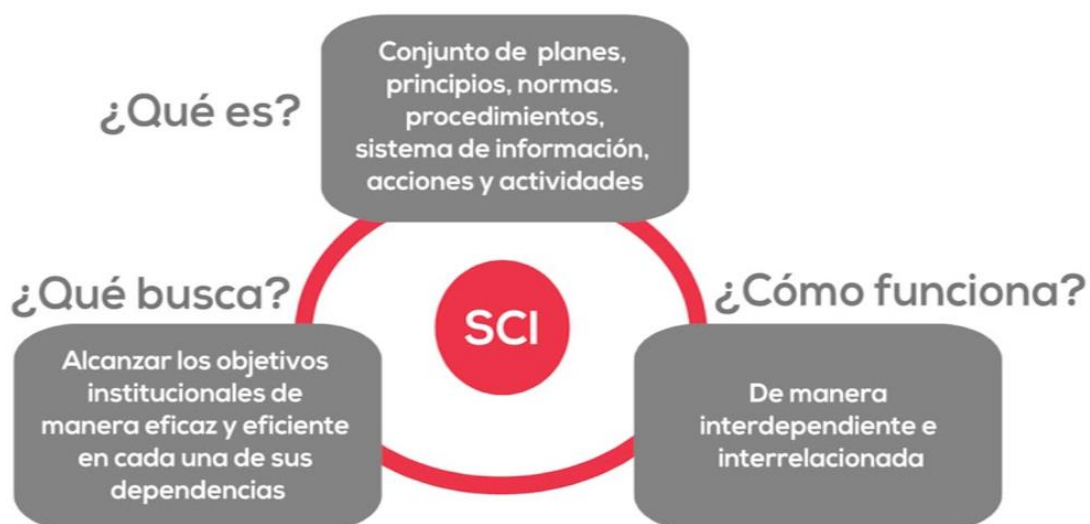 ¿Qué es?
Conjunto de planes,
principios, normas.
procedimientos,
sistema de información,
acciones y actividades
¿Qué busca?
Alcanzar los objetivos
institucionales de
manera eficaz y eficiente
en cada una de sus
dependencias
SCI
¿Cómo funciona?
De manera
interdependiente e
interrelacionada